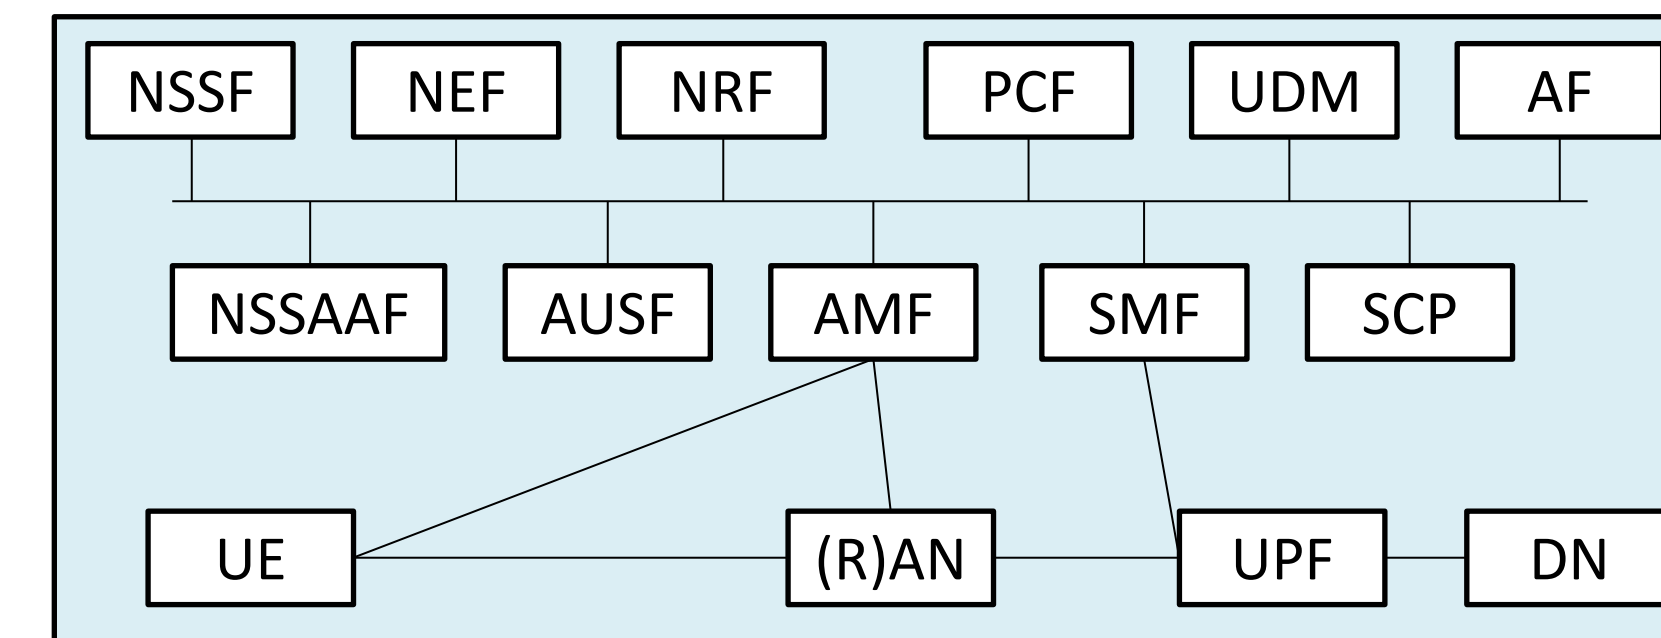 NSSF NEF NRF PCF UDM AF
NSSAAF AUSF AMF SMF SCP
UE (R)AN UPF DN